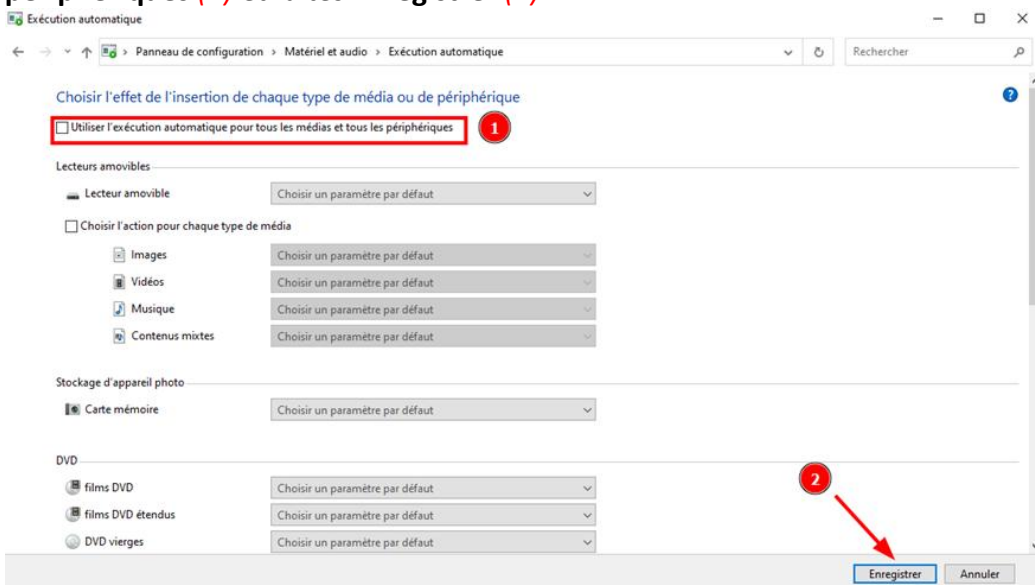 Exécution automatique
Panneau de configuration > Matériel et audio > Exécution automatique
Rechercher
Choisir l'effet de l'insertion de chaque type de média ou de périphérique
Utiliser l'exécution automatique pour tous les médias et tous les périphériques
1
Lecteurs amovibles
Lecteur amovible Choisir un paramètre par défaut
Choisir l'action pour chaque type de média
Images Choisir un paramètre par défaut
Vidéos Choisir un paramètre par défaut
Musique Choisir un paramètre par défaut
Contenus mixtes Choisir un paramètre par défaut
Stockage d'appareil photo
Carte mémoire Choisir un paramètre par défaut
DVD
films DVD Choisir un paramètre par défaut
2
films DVD étendus Choisir un paramètre par défaut
DVD vierges Choisir un paramètre par défaut
Enregistrer Annuler